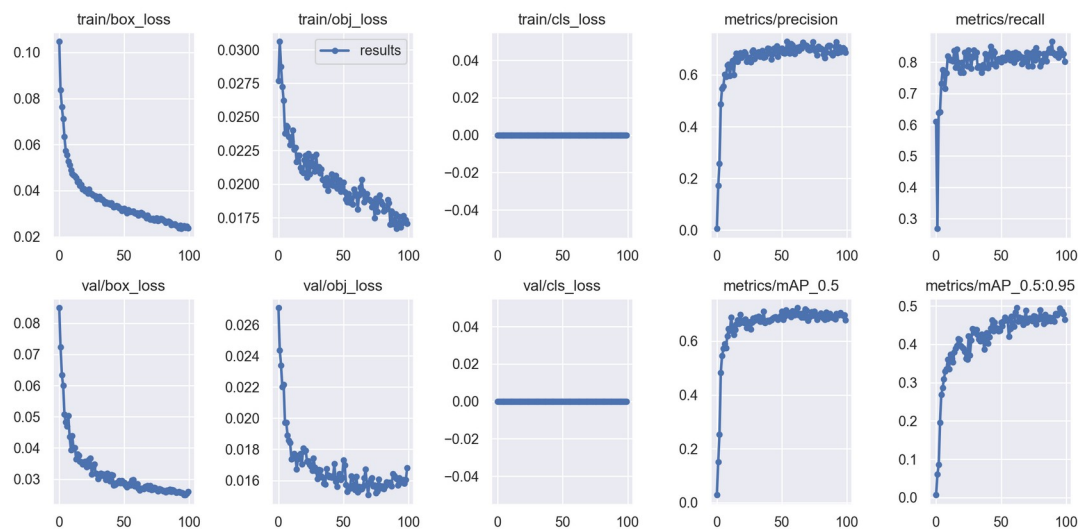 train/box_loss
train/obj_loss
train/cls_loss
metrics/precision
metrics/recall
0.10
0.08
0.06
0.04
0.02
0 50 100
0.0300
0.0275
0.0250
0.0225
0.0200
0.0175
results
0 50 100
0.04
0.02
0.00
−0.02
−0.04
0 50 100
0.6
0.4
0.2
0.0
0 50 100
0.8
0.7
0.6
0.5
0.4
0.3
0 50 100
val/box_loss
val/obj_loss
val/cls_loss
metrics/mAP_0.5
metrics/mAP_0.5:0.95
0.08
0.07
0.06
0.05
0.04
0.03
0 50 100
0.026
0.024
0.022
0.020
0.018
0.016
0 50 100
0.04
0.02
0.00
−0.02
−0.04
0 50 100
0.6
0.4
0.2
0.0
0 50 100
0.5
0.4
0.3
0.2
0.1
0.0
0 50 100